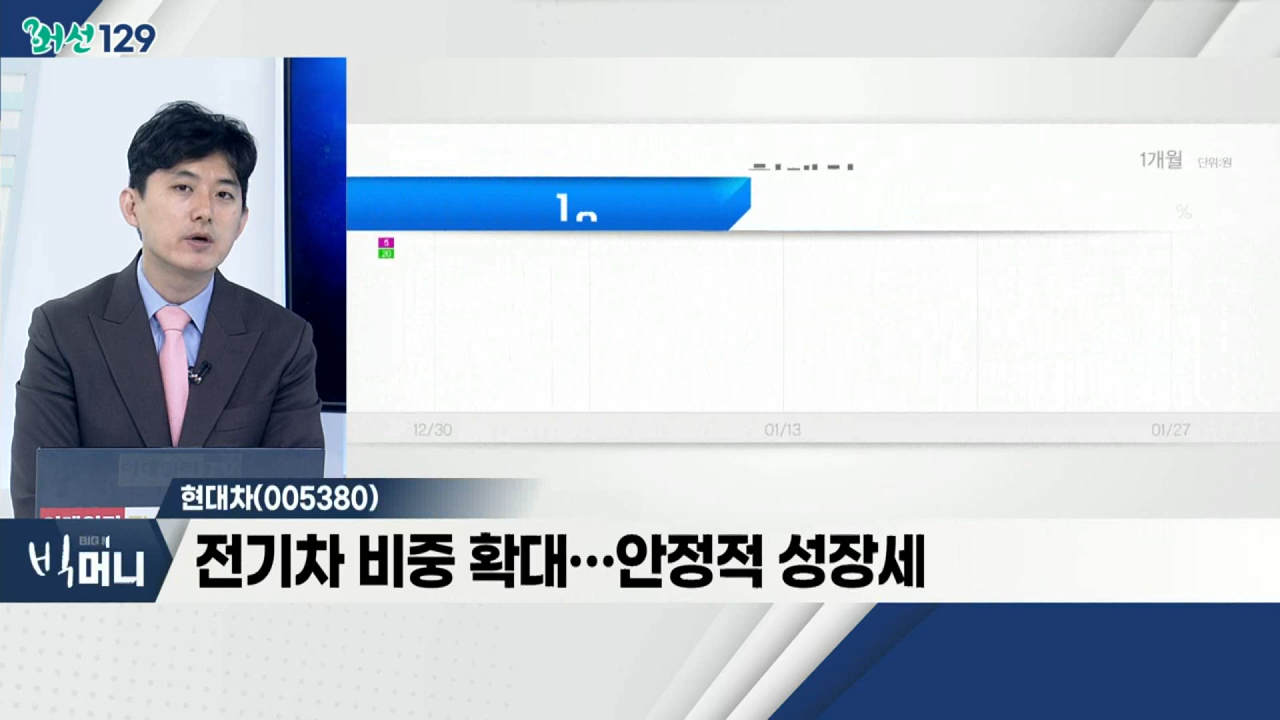 머선129
1개월 단위:원
%
5
20
12/30 01/13 01/27
현대차(005380)
BIG
빅머니
전기차 비중 확대…안정적 성장세